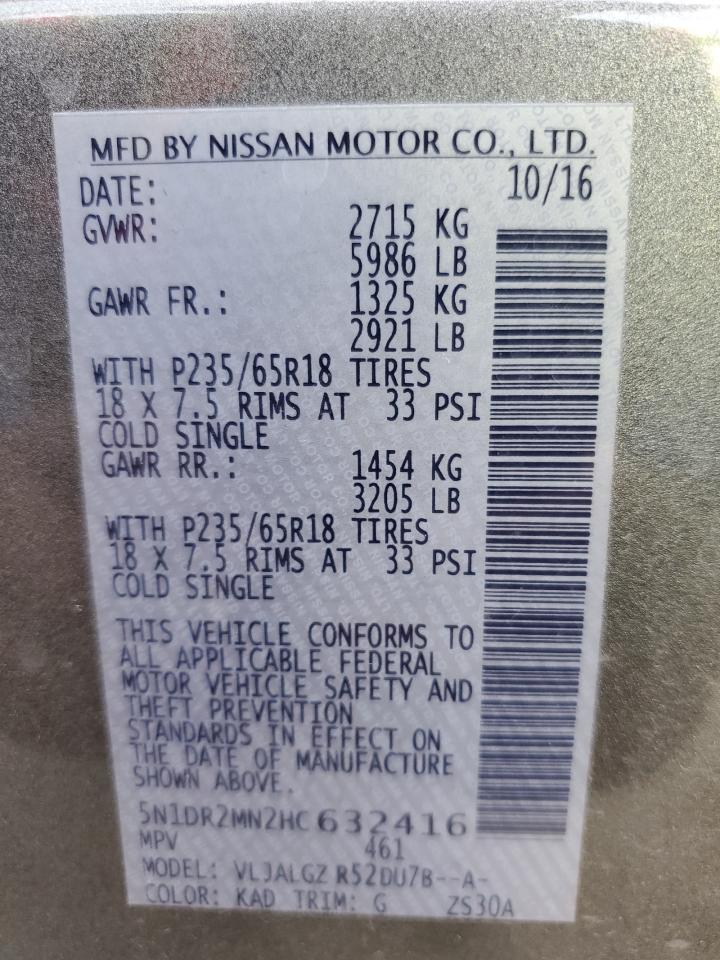 MFD BY NISSAN MOTOR CO., LTD.
DATE: 10/16
GVWR: 2715 KG
5986 LB
GAWR FR.: 1325 KG
2921 LB
WITH P235/65R18 TIRES
18 X 7.5 RIMS AT 33 PSI
COLD SINGLE
GAWR RR.: 1454 KG
3205 LB
WITH P235/65R18 TIRES
18 X 7.5 RIMS AT 33 PSI
COLD SINGLE
THIS VEHICLE CONFORMS TO
ALL APPLICABLE FEDERAL
MOTOR VEHICLE SAFETY AND
THEFT PREVENTION
STANDARDS IN EFFECT ON
THE DATE OF MANUFACTURE
SHOWN ABOVE.
5N1DR2MN2HC632416
MPV 461
MODEL: VLJALGZ R52DU7B--A-
COLOR: KAD TRIM: G ZS30A